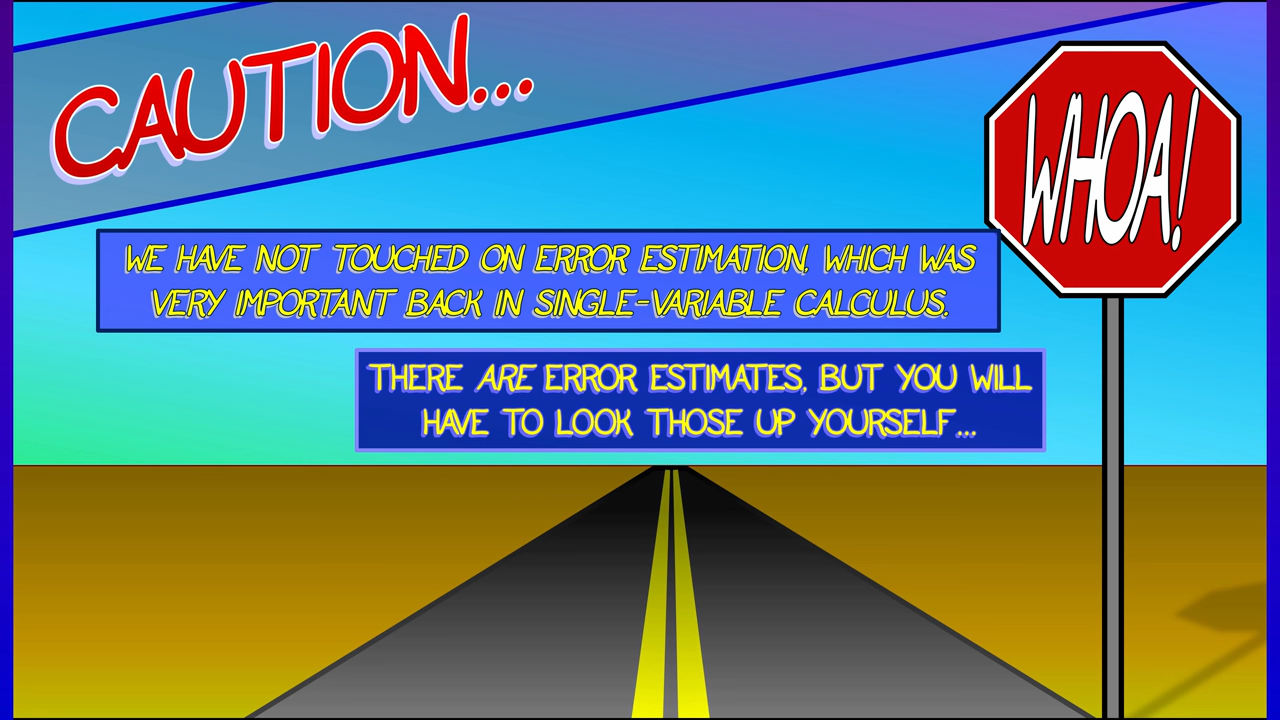 CAUTION...
WHOA!
WE HAVE NOT TOUCHED ON ERROR ESTIMATION, WHICH WAS
VERY IMPORTANT BACK IN SINGLE-VARIABLE CALCULUS.
THERE ARE ERROR ESTIMATES, BUT YOU WILL
HAVE TO LOOK THOSE UP YOURSELF...